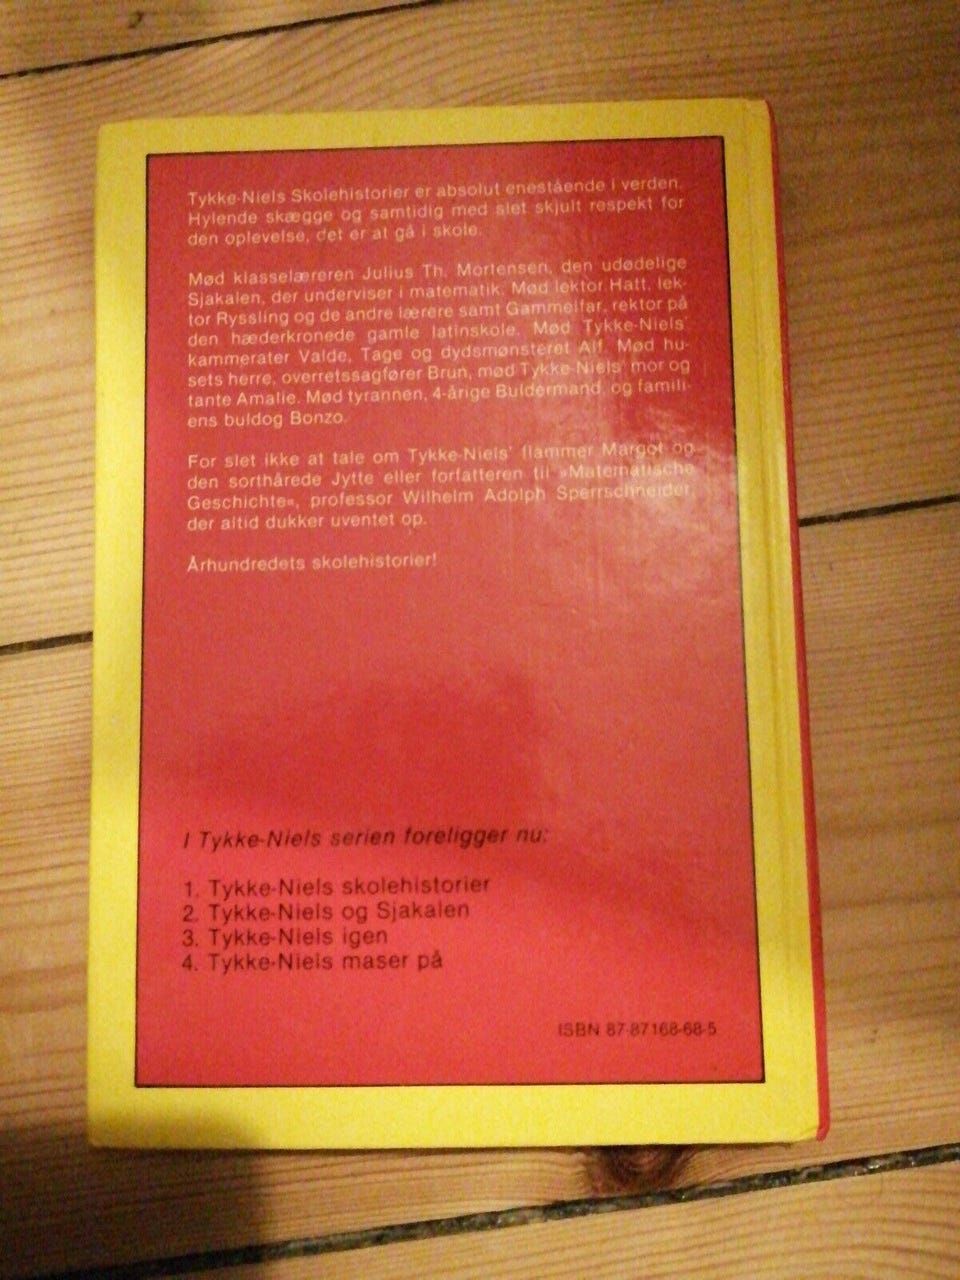 Tykke-Niels Skolehistorier er absolut enestående i verden.
Hylende skægge og samtidig med slet skjult respekt for
den oplevelse, det er at gå i skole.
Mød klasselæreren Julius Th. Mortensen, den udødelige
Sjakalen, der underviser i matematik. Mød lektor Hatt, lek-
tor Ryssling og de andre lærere samt Gammelfar, rektor på
den hæderkronede gamle latinskole. Mød Tykke-Niels'
kammerater Valde, Tage og dydsmønsteret Alf. Mød hu-
sets herre, overretssagfører Brun, mød Tykke-Niels' mor og
tante Amalie. Mød tyrannen, 4-årige Buldermand, og famili-
ens buldog Bonzo.
For slet ikke at tale om Tykke-Niels' flammer Margot og
den sorthårede Jytte eller forfatteren til »Matematische
Geschichte«, professor Wilhelm Adolph Sperrschneider,
der altid dukker uventet op.
Århundredets skolehistorier!
I Tykke-Niels serien foreligger nu:
1. Tykke-Niels skolehistorier
2. Tykke-Niels og Sjakalen
3. Tykke-Niels igen
4. Tykke-Niels maser på
ISBN 87-87168-68-5